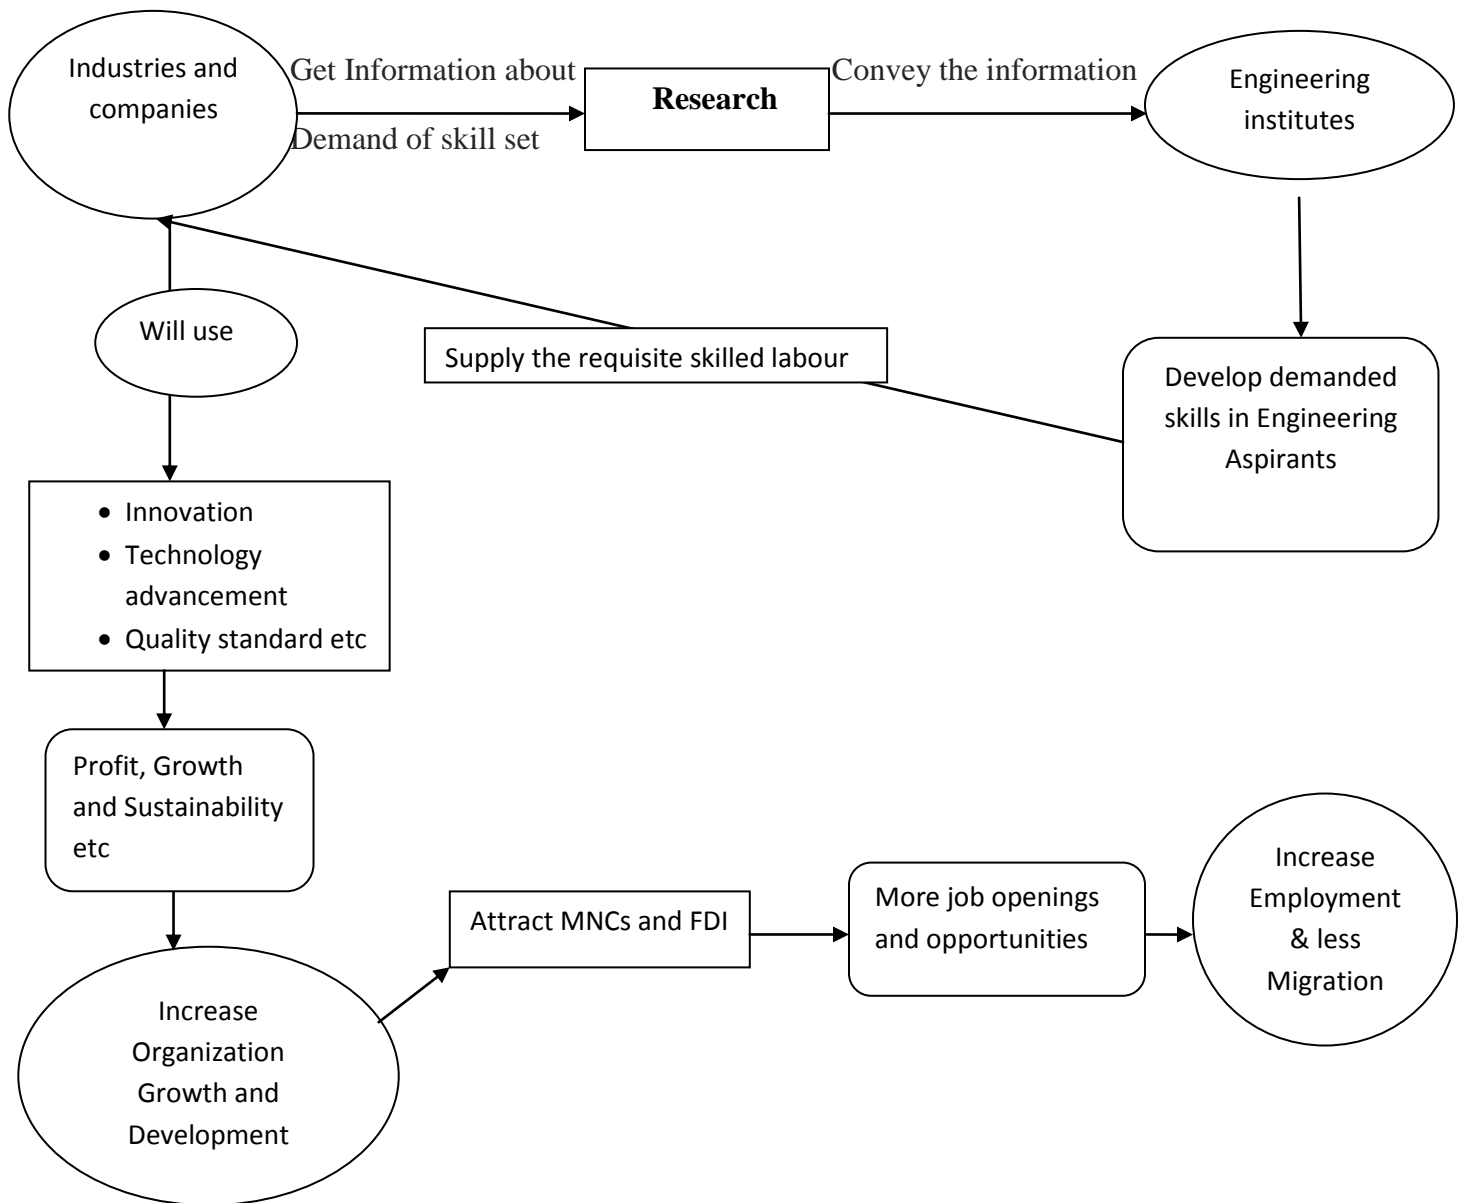 Industries and
companies
Get Information about
Demand of skill set
Research
Convey the information
Engineering
institutes
Will use
Supply the requisite skilled labour
Develop demanded
skills in Engineering
Aspirants
• Innovation
• Technology
advancement
• Quality standard etc
Profit, Growth
and Sustainability
etc
Increase
Organization
Growth and
Development
Attract MNCs and FDI
More job openings
and opportunities
Increase
Employment
& less
Migration